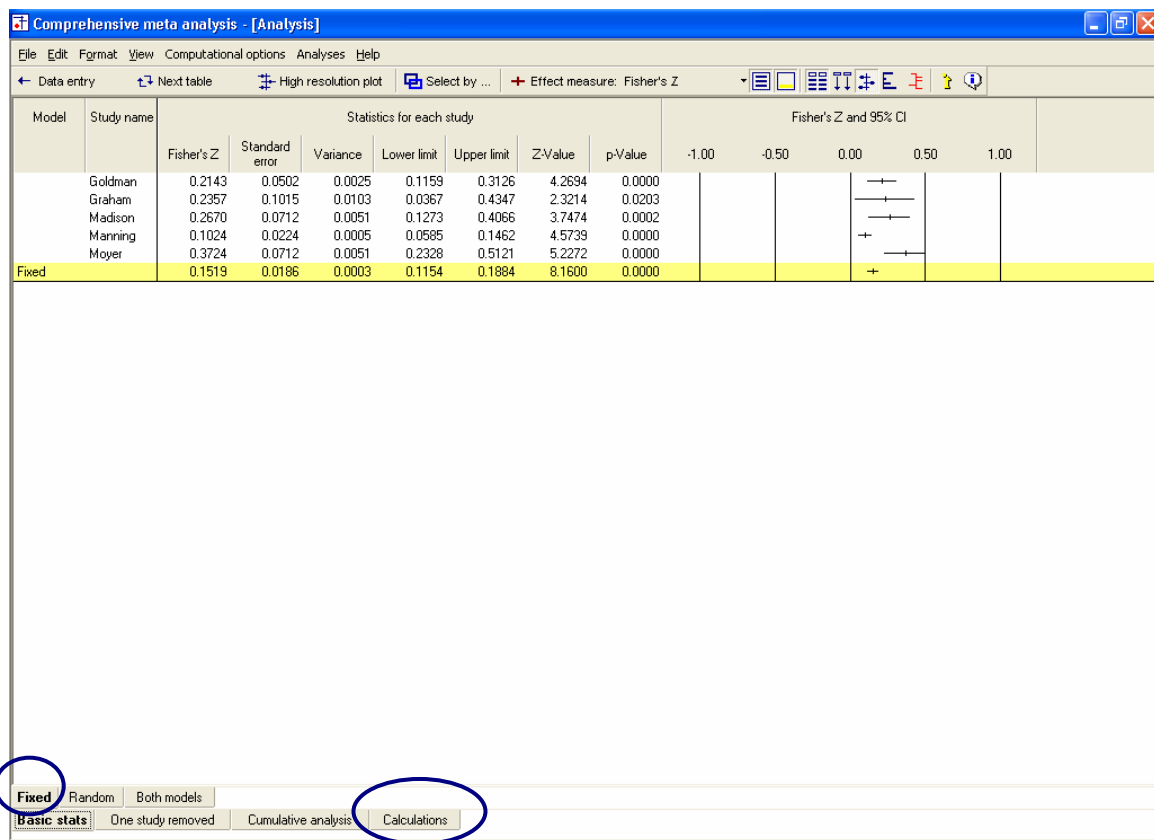 Comprehensive meta analysis - [Analysis]
File Edit Format View Computational options Analyses Help
Data entry Next table High resolution plot Select by ... Effect measure: Fisher's Z
Model Study name Statistics for each study Fisher's Z and 95% CI
Fisher's Z Standard error Variance Lower limit Upper limit Z-Value p-Value -1.00 -0.50 0.00 0.50 1.00
Goldman 0.2143 0.0502 0.0025 0.1159 0.3126 4.2694 0.0000
Graham 0.2357 0.1015 0.0103 0.0367 0.4347 2.3214 0.0203
Madison 0.2670 0.0712 0.0051 0.1273 0.4066 3.7474 0.0002
Manning 0.1024 0.0224 0.0005 0.0585 0.1462 4.5739 0.0000
Moyer 0.3724 0.0712 0.0051 0.2328 0.5121 5.2272 0.0000
Fixed 0.1519 0.0186 0.0003 0.1154 0.1884 8.1600 0.0000
Fixed Random Both models
Basic stats One study removed Cumulative analysis Calculations